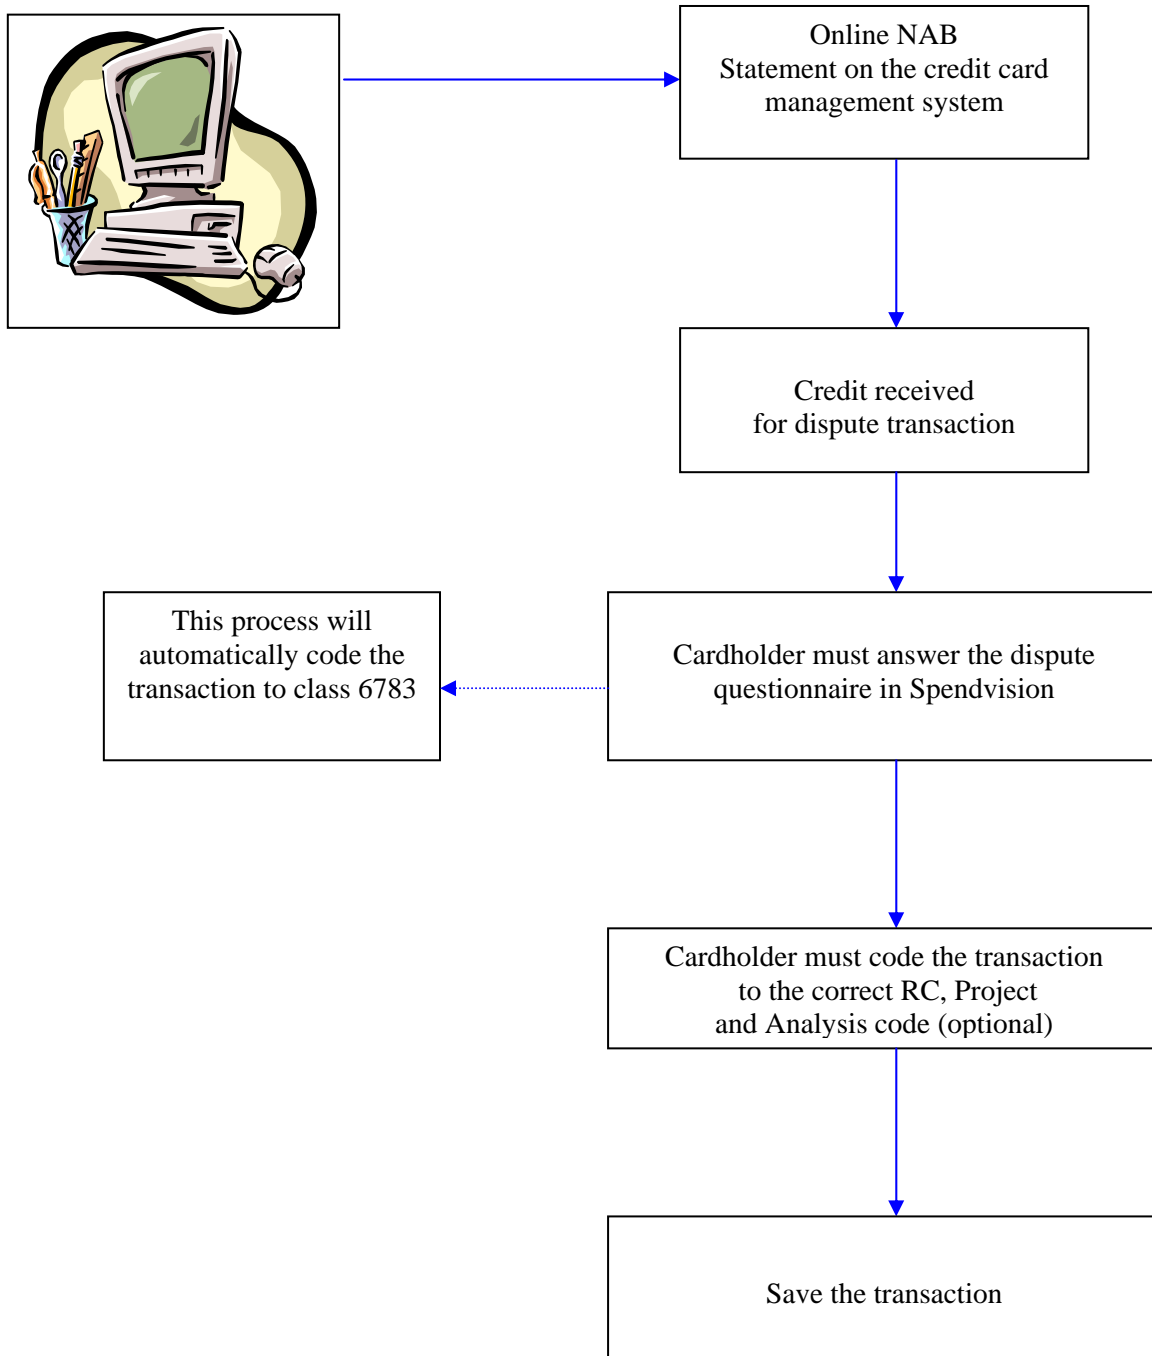 Online NAB
Statement on the credit card
management system
Credit received
for dispute transaction
This process will
automatically code the
transaction to class 6783
Cardholder must answer the dispute
questionnaire in Spendvision
Cardholder must code the transaction
to the correct RC, Project
and Analysis code (optional)
Save the transaction